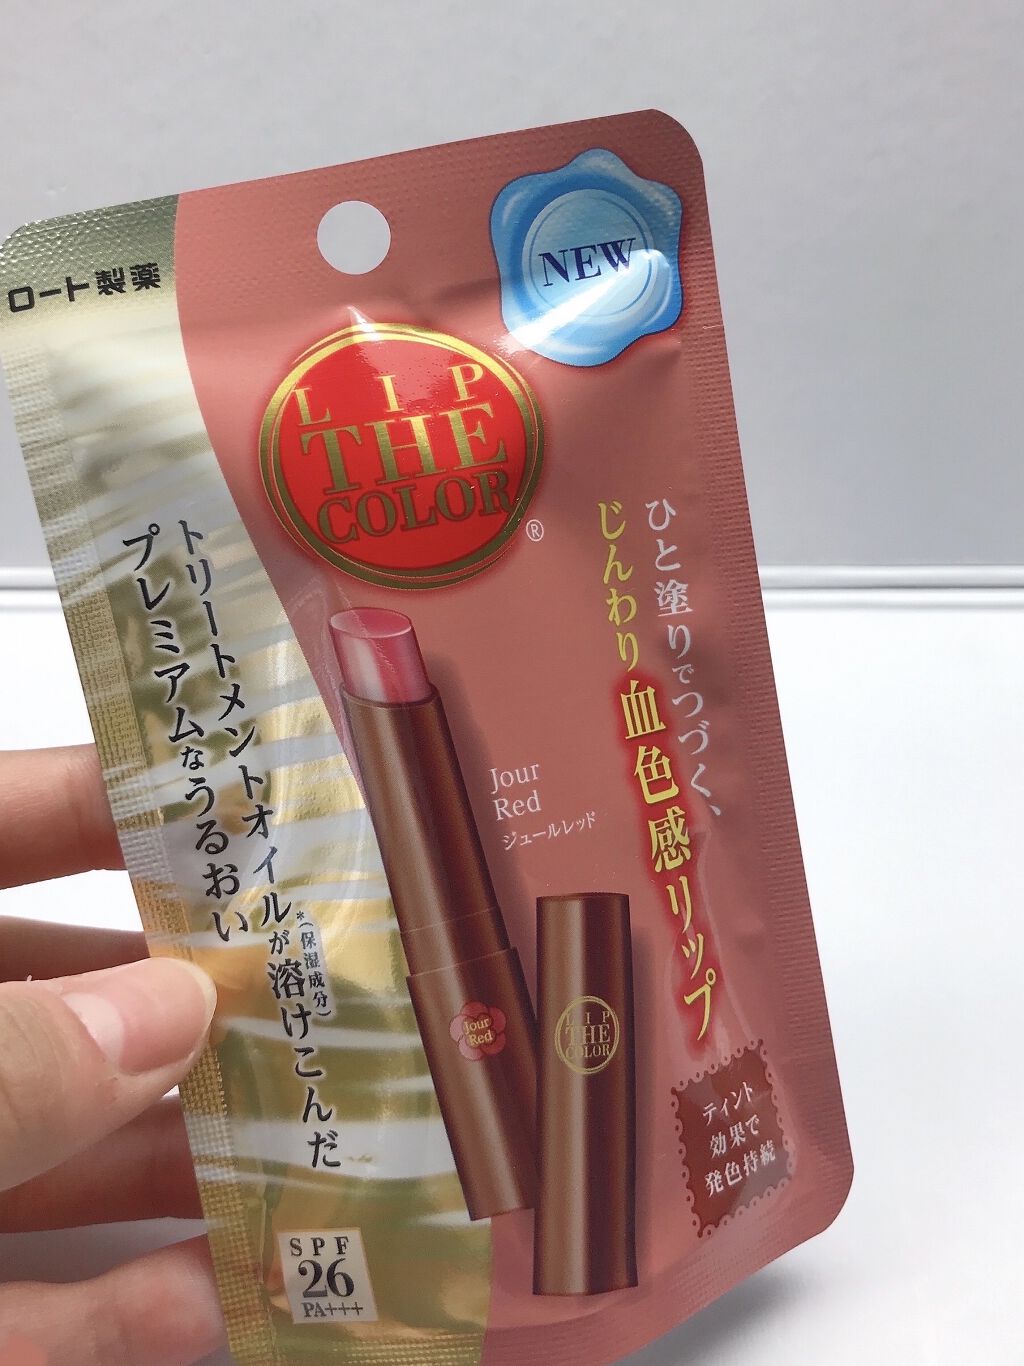 ロート製薬
NEW
LIP
THE
COLOR
®
ひと塗りでつづく、
じんわり血色感リップ
トリートメントオイルが溶けこんだ
*(保湿成分)
プレミアムなうるおい
Jour
Red
ジュールレッド
Jour
Red
LIP
THE
COLOR
ティント
効果で
発色持続
SPF
26
PA+++